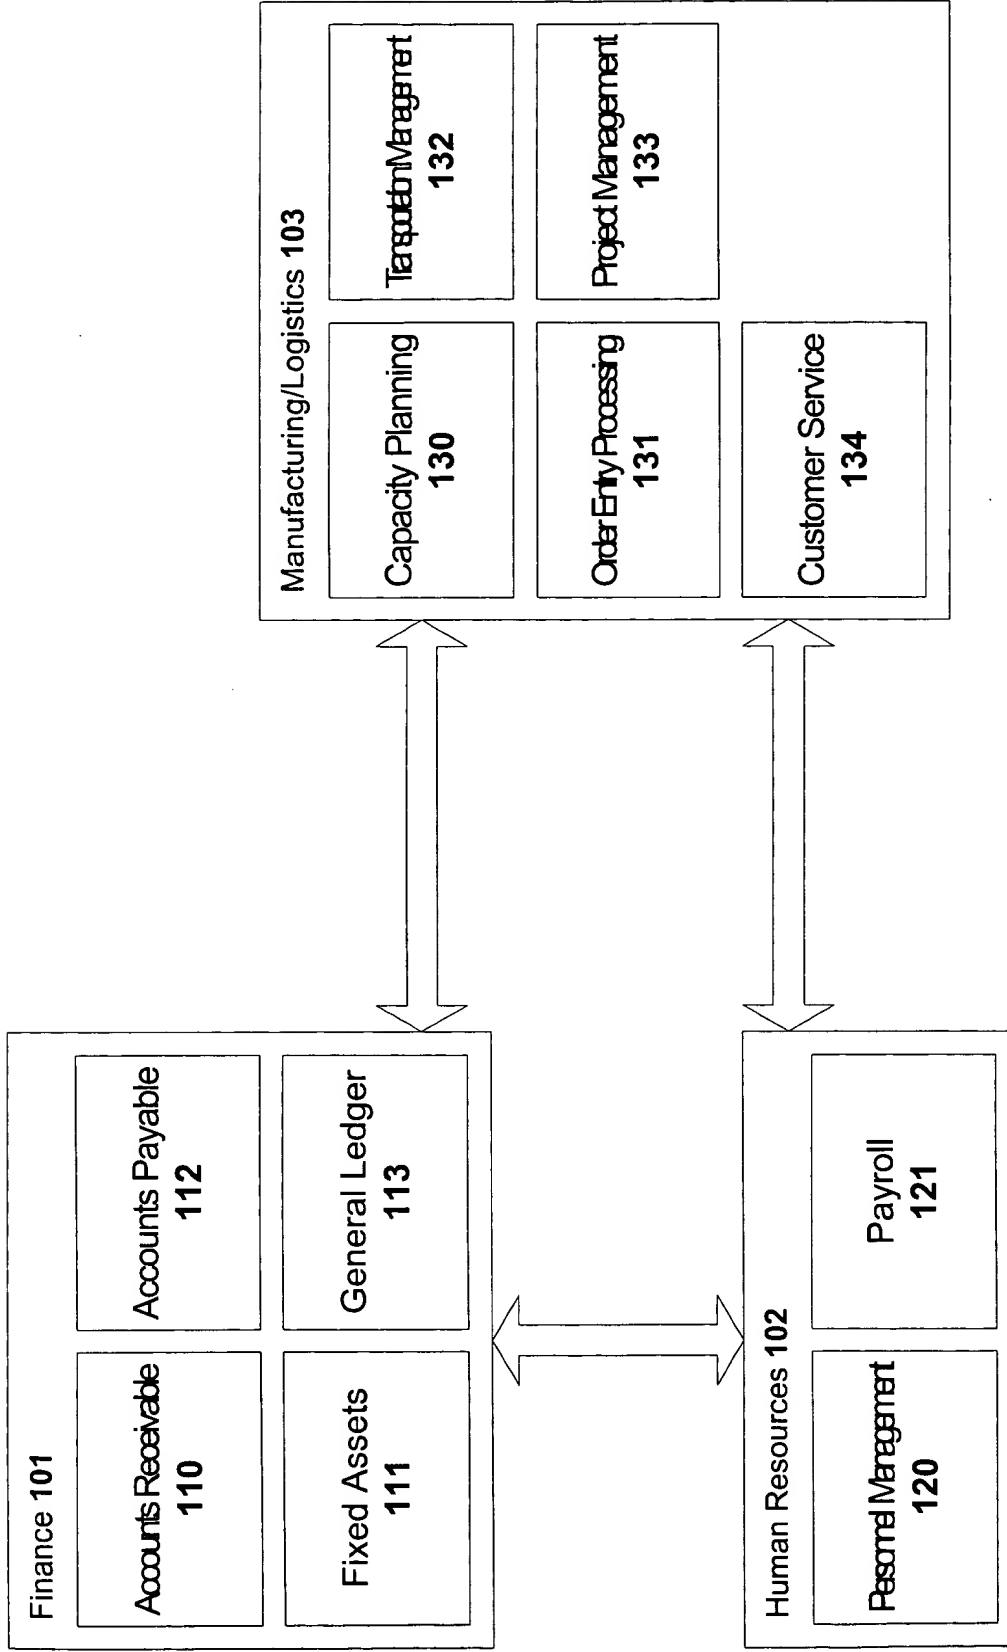 Finance 101
Accounts Receivable
110
Accounts Payable
112
Fixed Assets
111
General Ledger
113
Human Resources 102
Personnel Management
120
Payroll
121
Manufacturing/Logistics 103
Capacity Planning
130
Transportation Management
132
Order Entry Processing
131
Project Management
133
Customer Service
134